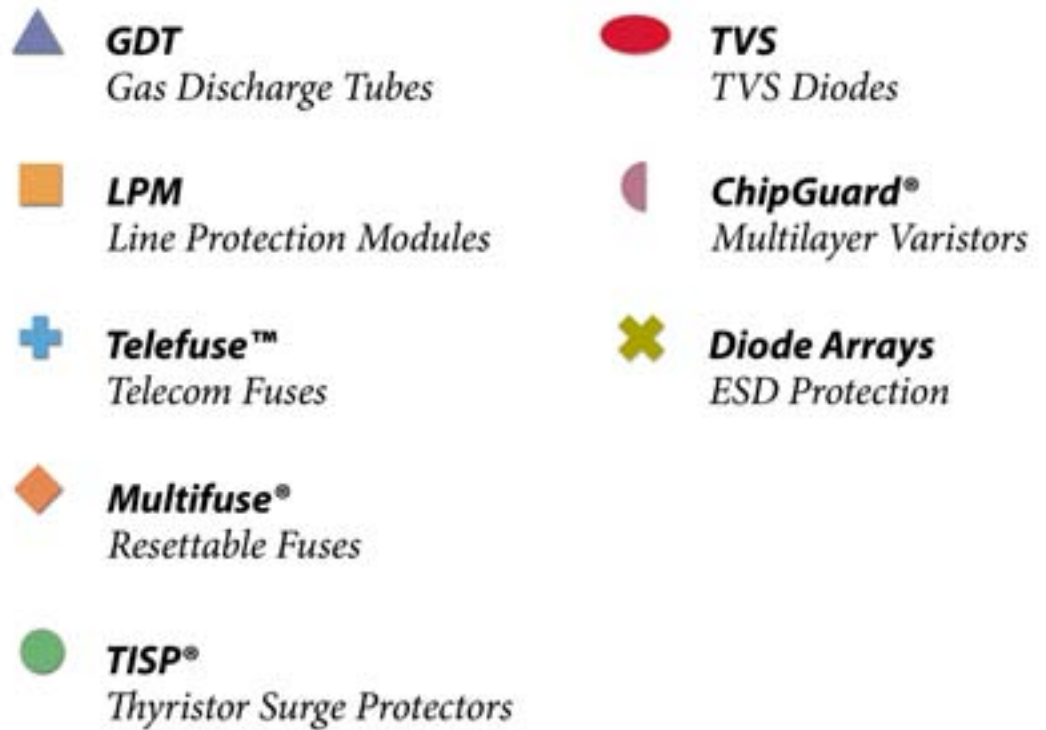 GDT
Gas Discharge Tubes
LPM
Line Protection Modules
Telefuse™
Telecom Fuses
Multifuse®
Resettable Fuses
TISP®
Thyristor Surge Protectors
TVS
TVS Diodes
ChipGuard®
Multilayer Varistors
Diode Arrays
ESD Protection